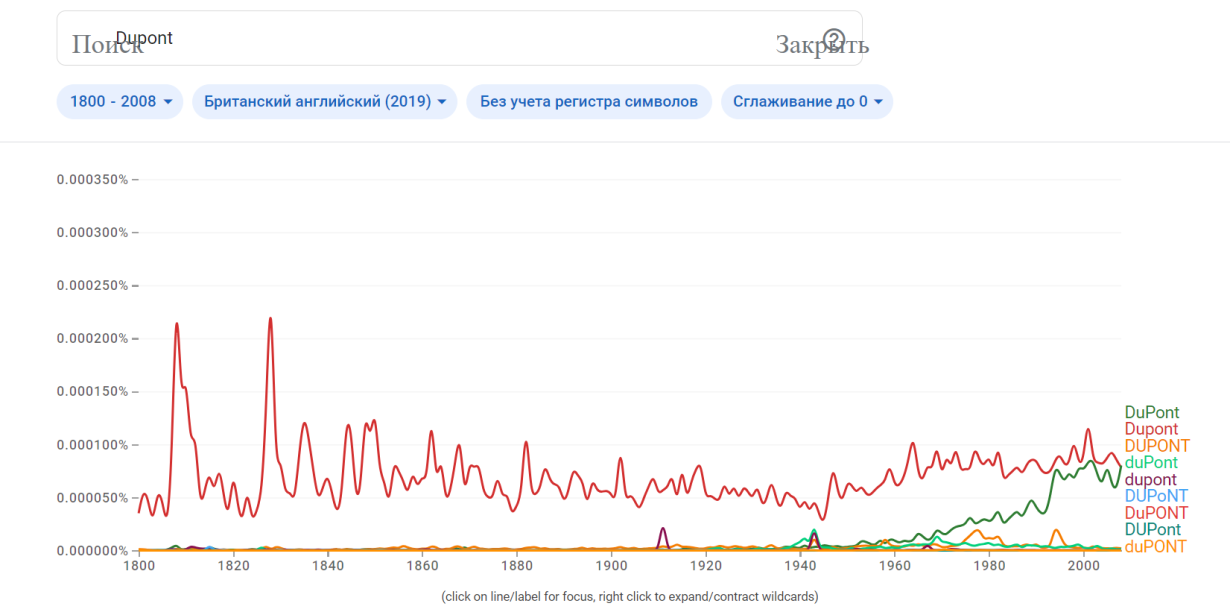 Поиск Dupont Закрыть
1800 - 2008 Британский английский (2019) Без учета регистра символов Сглаживание до 0
0.000350%
0.000300%
0.000250%
0.000200%
0.000150%
0.000100%
0.000050%
0.000000%
1800 1820 1840 1860 1880 1900 1920 1940 1960 1980 2000
DuPont
Dupont
DUPONT
duPont
dupont
DUPoNT
DuPONT
DUPont
duPONT
(click on line/label for focus, right click to expand/contract wildcards)